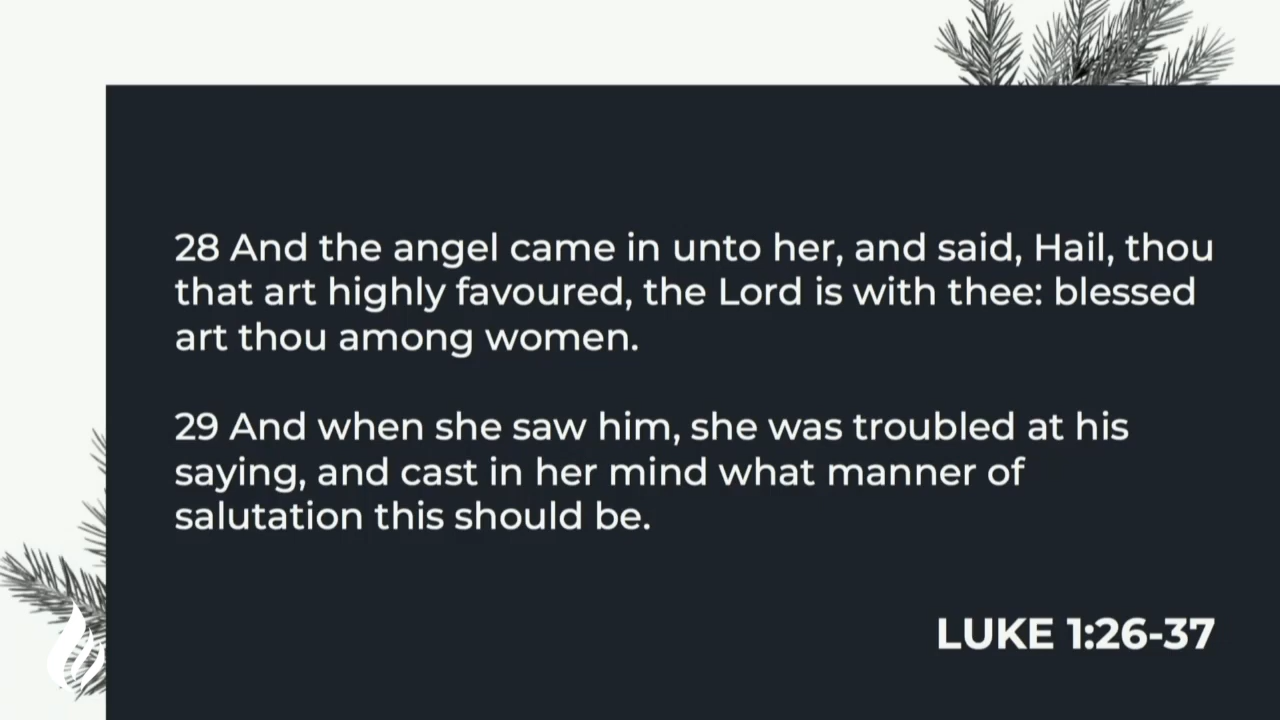 28 And the angel came in unto her, and said, Hail, thou
that art highly favoured, the Lord is with thee: blessed
art thou among women.
29 And when she saw him, she was troubled at his
saying, and cast in her mind what manner of
salutation this should be.
LUKE 1:26-37